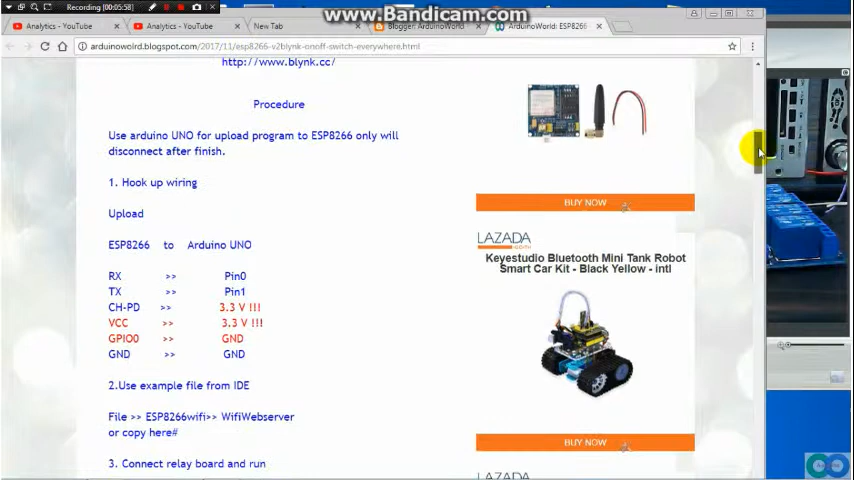 www.Bandicam.com
Recording [00:05:58]
Analytics - YouTube
Analytics - YouTube
New Tab
Blogger: ArduinoWorld
ArduinoWorld: ESP8266
arduinowolrd.blogspot.com/2017/11/esp8266-v2blynk-onoff-switch-everywhere.html
http://www.blynk.cc/
Procedure
Use arduino UNO for upload program to ESP8266 only will
disconnect after finish.
1. Hook up wiring
Upload
ESP8266 to Arduino UNO
RX >> Pin0
TX >> Pin1
CH-PD >> 3.3 V !!!
VCC >> 3.3 V !!!
GPIO0 >> GND
GND >> GND
2.Use example file from IDE
File >> ESP8266wifi>> WifiWebserver
or copy here#
3. Connect relay board and run
BUY NOW
LAZADA
Keyestudio Bluetooth Mini Tank Robot
Smart Car Kit - Black Yellow - intl
BUY NOW
LAZADA